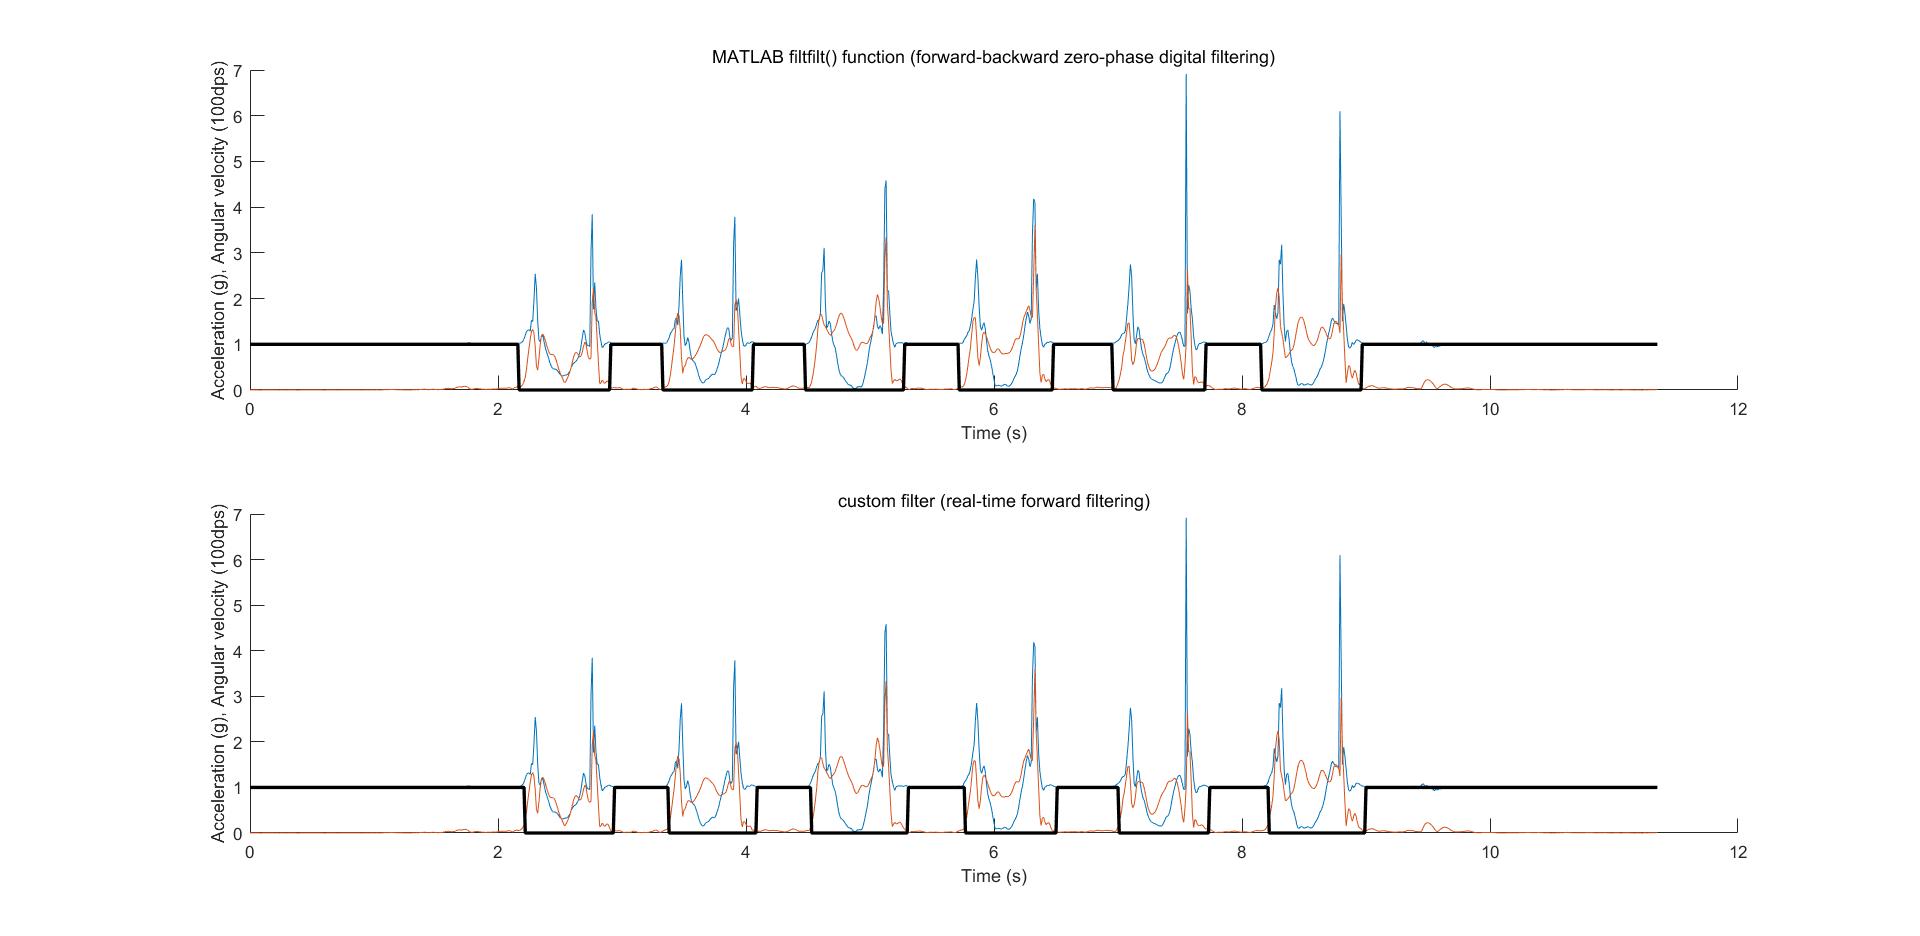 MATLAB filtfilt() function (forward-backward zero-phase digital filtering)
Acceleration (g), Angular velocity (100dps)
7
6
5
4
3
2
1
0
0 2 4 6 8 10 12
Time (s)
custom filter (real-time forward filtering)
Acceleration (g), Angular velocity (100dps)
7
6
5
4
3
2
1
0
0 2 4 6 8 10 12
Time (s)